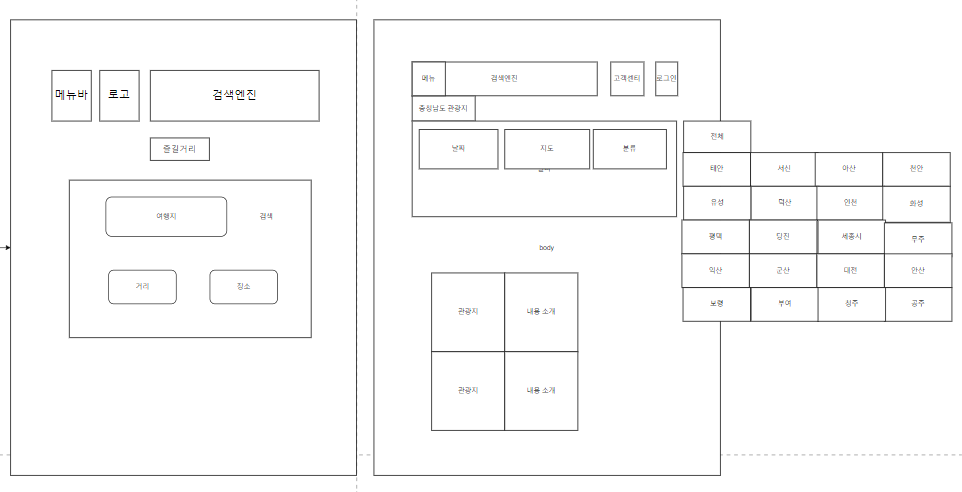 메뉴바
로고
검색엔진
즐길거리
여행지
검색
거리
장소
메뉴
검색엔진
고객센터
로그인
충청남도 관광지
날짜
지도
분류
body
관광지
내용 소개
관광지
내용 소개
전체
태안
서신
아산
천안
유성
덕산
인천
화성
평택
당진
세종시
무주
익산
군산
대전
안산
보령
부여
청주
공주